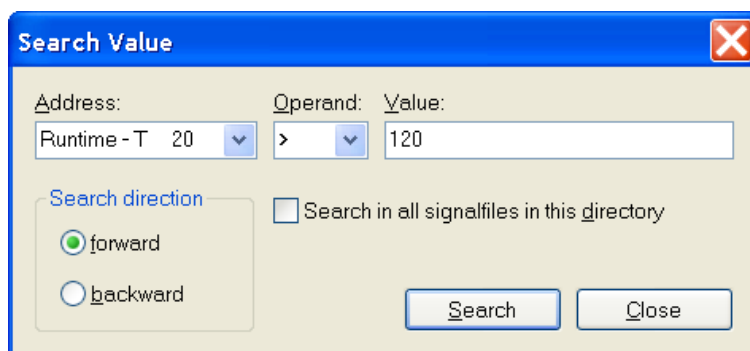 Search Value
Address: Operand: Value:
Runtime - T 20 > 120
Search direction
Search in all signalfiles in this directory
forward
backward
Search Close